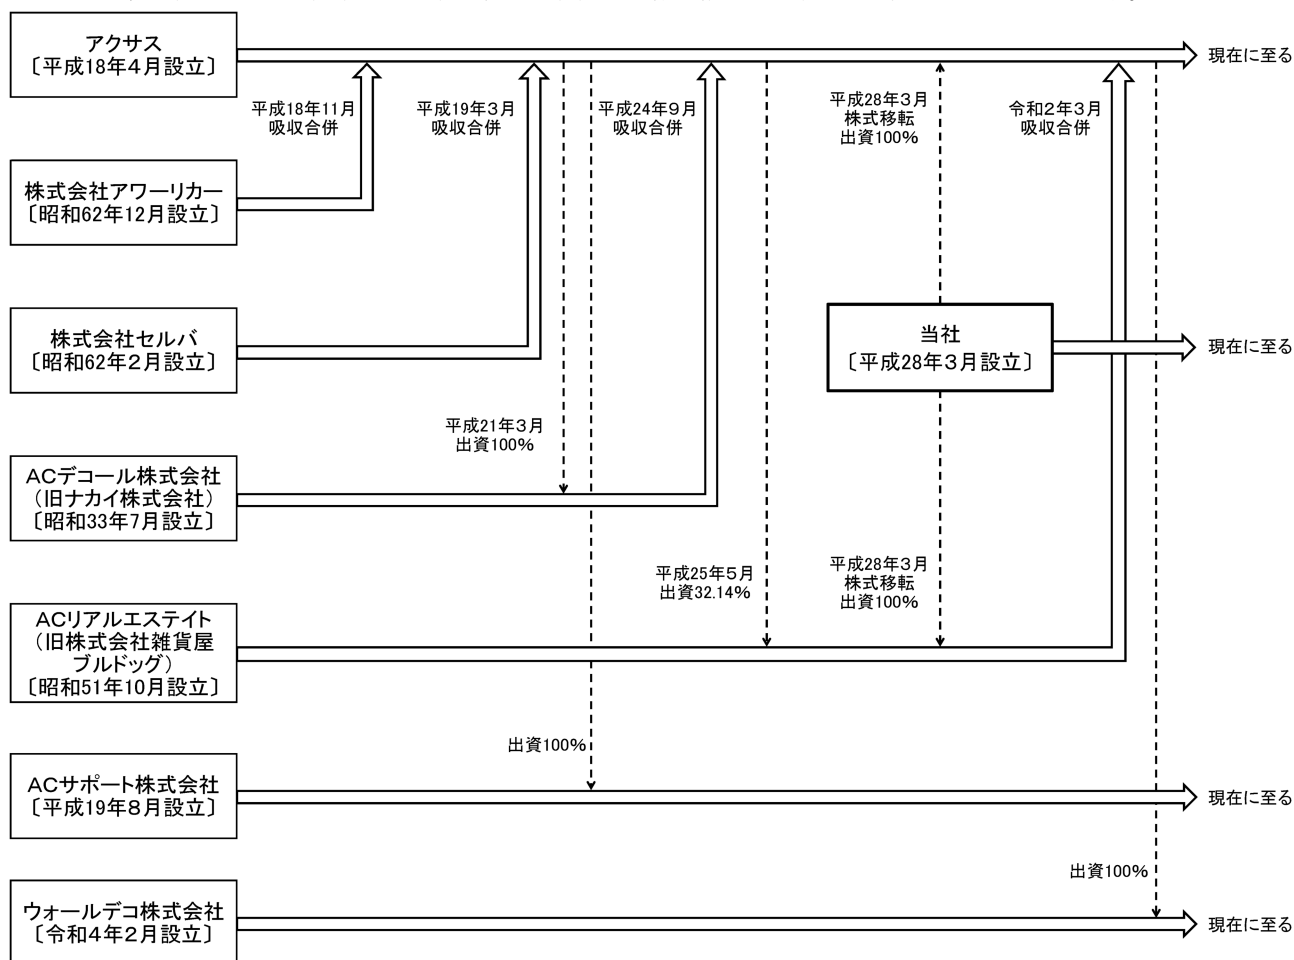 アクサス
〔平成18年4月設立〕
現在に至る
平成18年11月
吸収合併
平成19年3月
吸収合併
平成24年9月
吸収合併
平成28年3月
株式移転
出資100%
令和2年3月
吸収合併
株式会社アワーリカー
〔昭和62年12月設立〕
株式会社セルバ
〔昭和62年2月設立〕
当社
〔平成28年3月設立〕
現在に至る
平成21年3月
出資100%
ACデコール株式会社
(旧ナカイ株式会社)
〔昭和33年7月設立〕
平成25年5月
出資32.14%
平成28年3月
株式移転
出資100%
ACリアルエステイト
(旧株式会社雑貨屋
ブルドッグ)
〔昭和51年10月設立〕
出資100%
ACサポート株式会社
〔平成19年8月設立〕
現在に至る
出資100%
ウォールデコ株式会社
〔令和4年2月設立〕
現在に至る